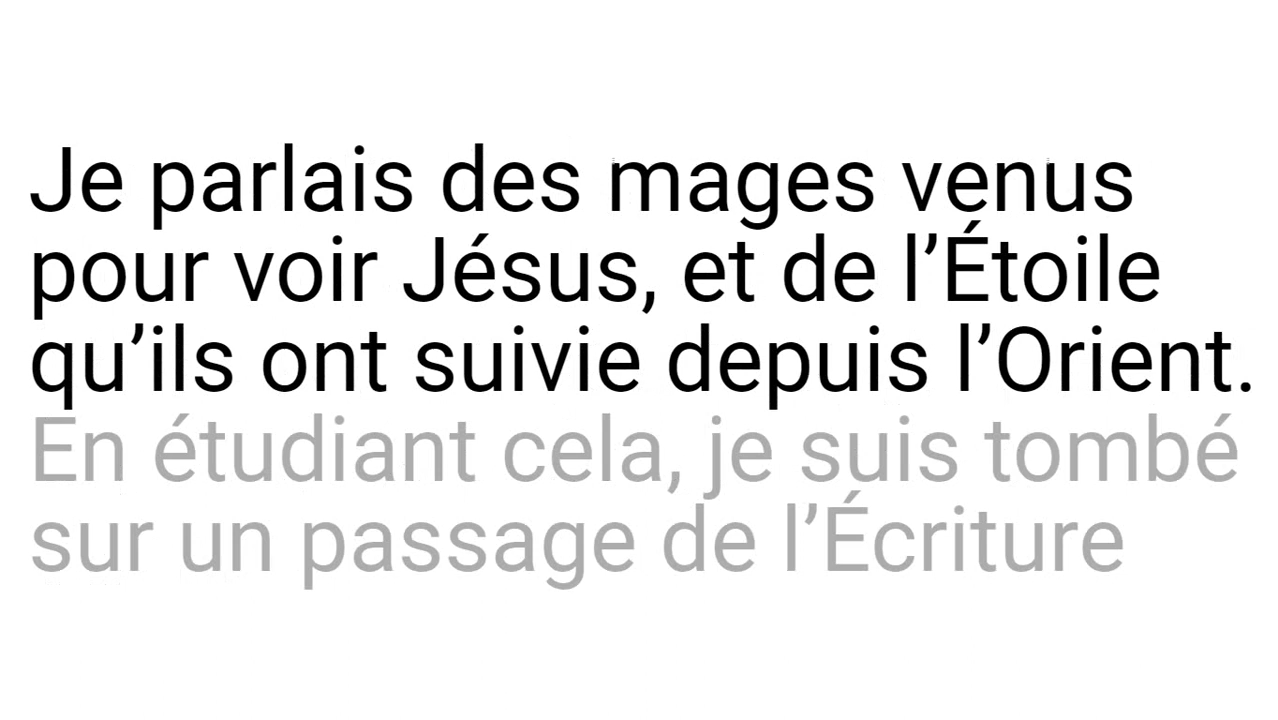 Je parlais des mages venus
pour voir Jésus, et de l’Étoile
qu’ils ont suivie depuis l’Orient.
En étudiant cela, je suis tombé
sur un passage de l’Écriture